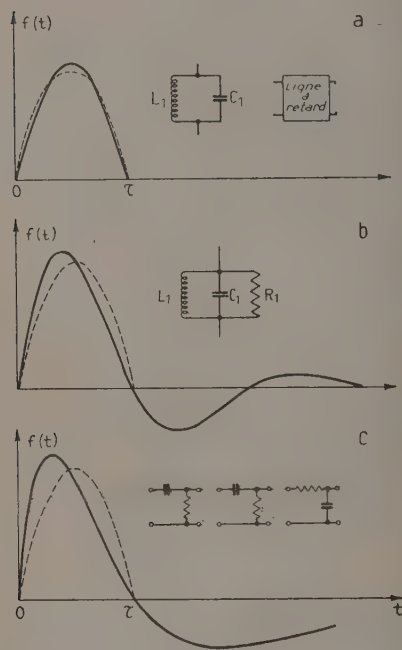 f(t)
a
L1
C1
Ligne
à
retard
0
τ
f(t)
b
L1
C1
R1
τ
f(t)
C
0
τ
t